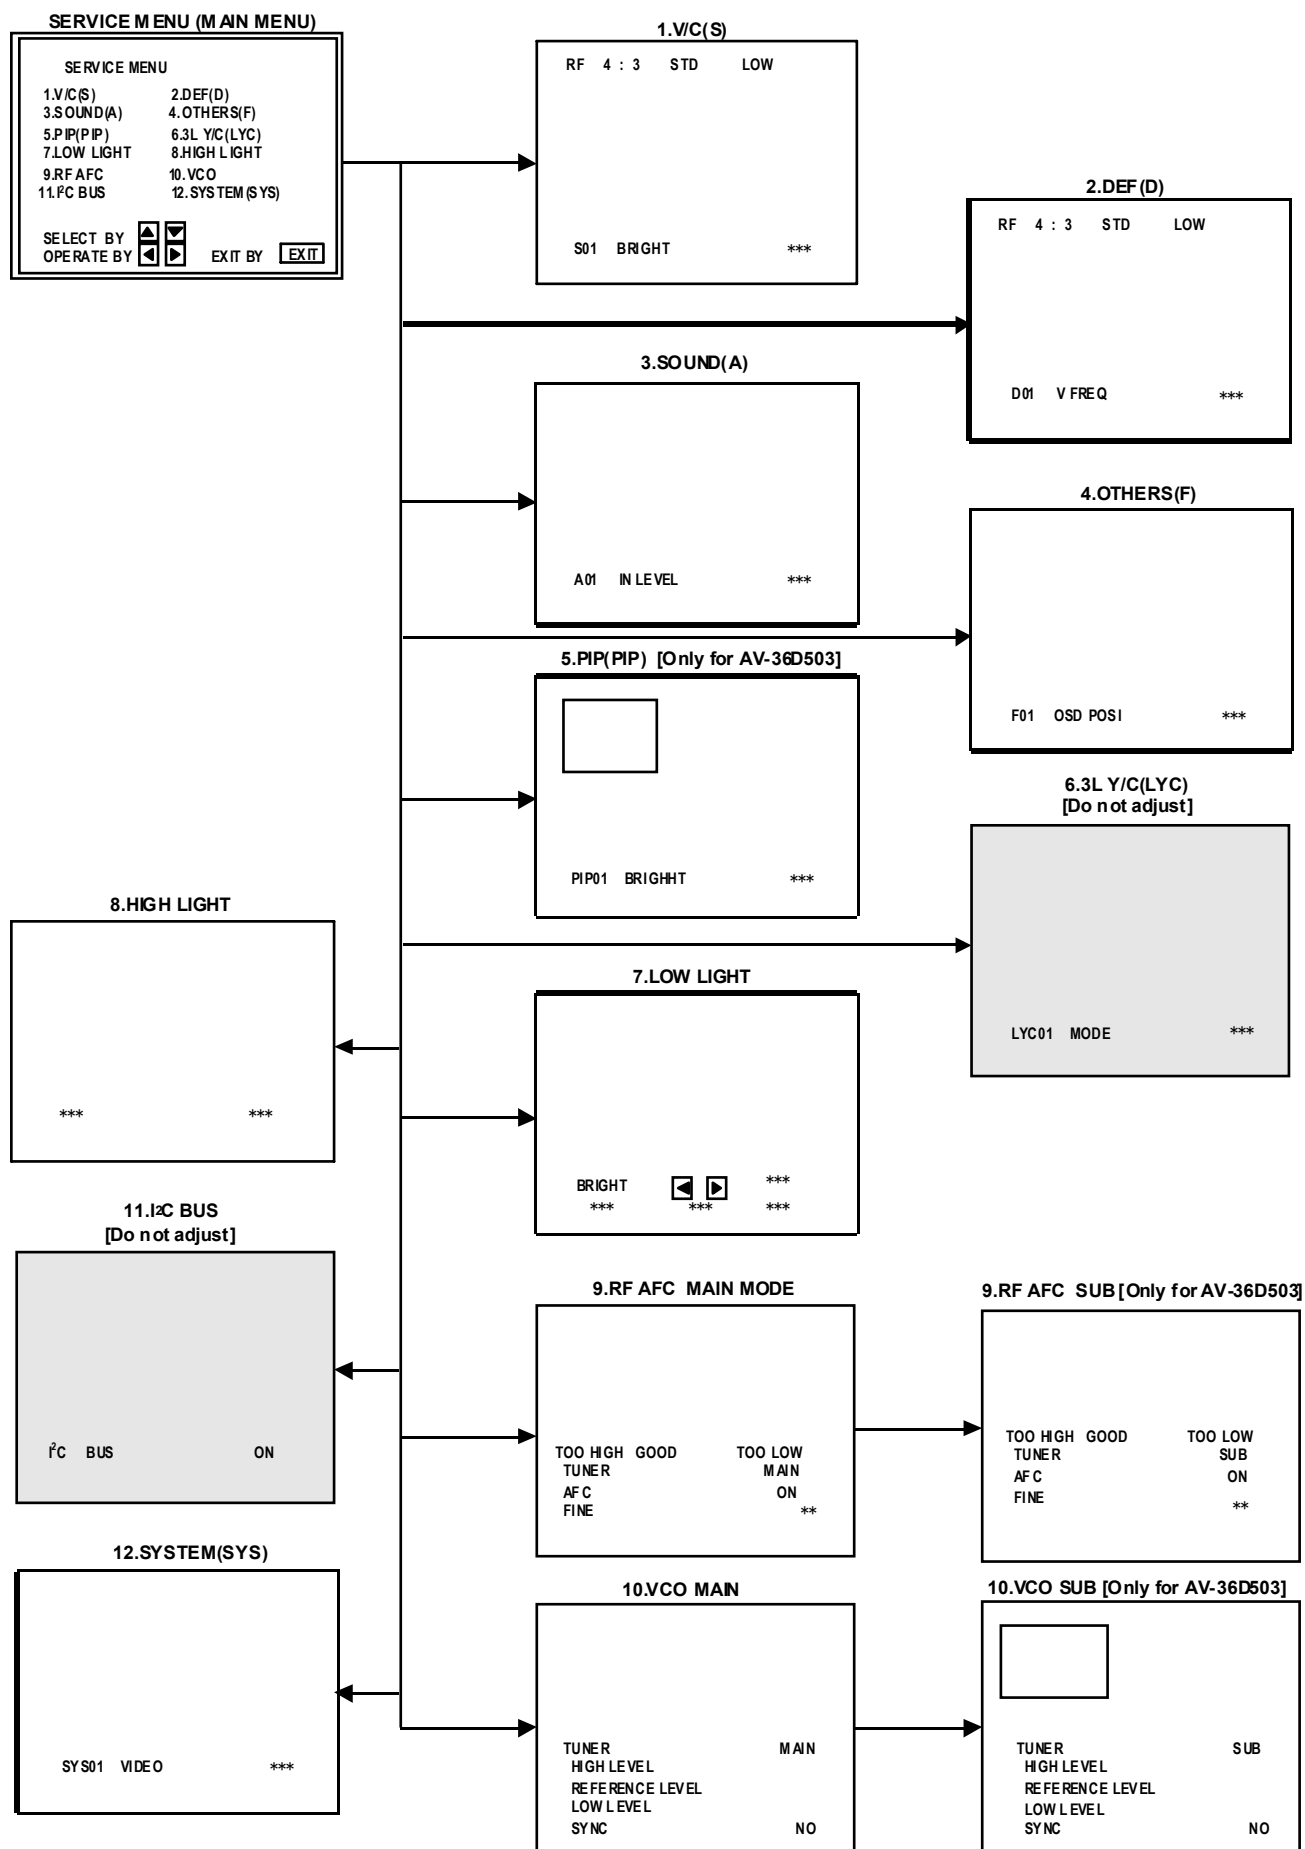 SERVICE MENU (MAIN MENU)
SERVICE MENU
1.V/C(S) 2.DEF(D)
3.SOUND(A) 4.OTHERS(F)
5.PIP(PIP) 6.3L Y/C(LYC)
7.LOW LIGHT 8.HIGH LIGHT
9.RF AFC 10.VCO
11.I²C BUS 12.SYSTEM(SYS)
SELECT BY ▲ ▼
OPERATE BY ◀ ▶ EXIT BY EXIT
1.V/C(S)
RF 4 : 3 STD LOW
S01 BRIGHT ***
2.DEF(D)
RF 4 : 3 STD LOW
D01 V FREQ ***
3.SOUND(A)
A01 IN LEVEL ***
4.OTHERS(F)
F01 OSD POSI ***
5.PIP(PIP) [Only for AV-36D503]
PIP01 BRIGHHT ***
6.3L Y/C(LYC)
[Do not adjust]
LYC01 MODE ***
8.HIGH LIGHT
*** ***
7.LOW LIGHT
BRIGHT ◀ ▶ ***
*** *** ***
11.I²C BUS
[Do not adjust]
I²C BUS ON
9.RF AFC MAIN MODE
TOO HIGH GOOD TOO LOW
TUNER MAIN
AFC ON
FINE **
9.RF AFC SUB [Only for AV-36D503]
TOO HIGH GOOD TOO LOW
TUNER SUB
AFC ON
FINE **
12.SYSTEM(SYS)
SYS01 VIDEO ***
10.VCO MAIN
TUNER MAIN
HIGH LEVEL
REFERENCE LEVEL
LOW LEVEL
SYNC NO
10.VCO SUB [Only for AV-36D503]
TUNER SUB
HIGH LEVEL
REFERENCE LEVEL
LOW LEVEL
SYNC NO